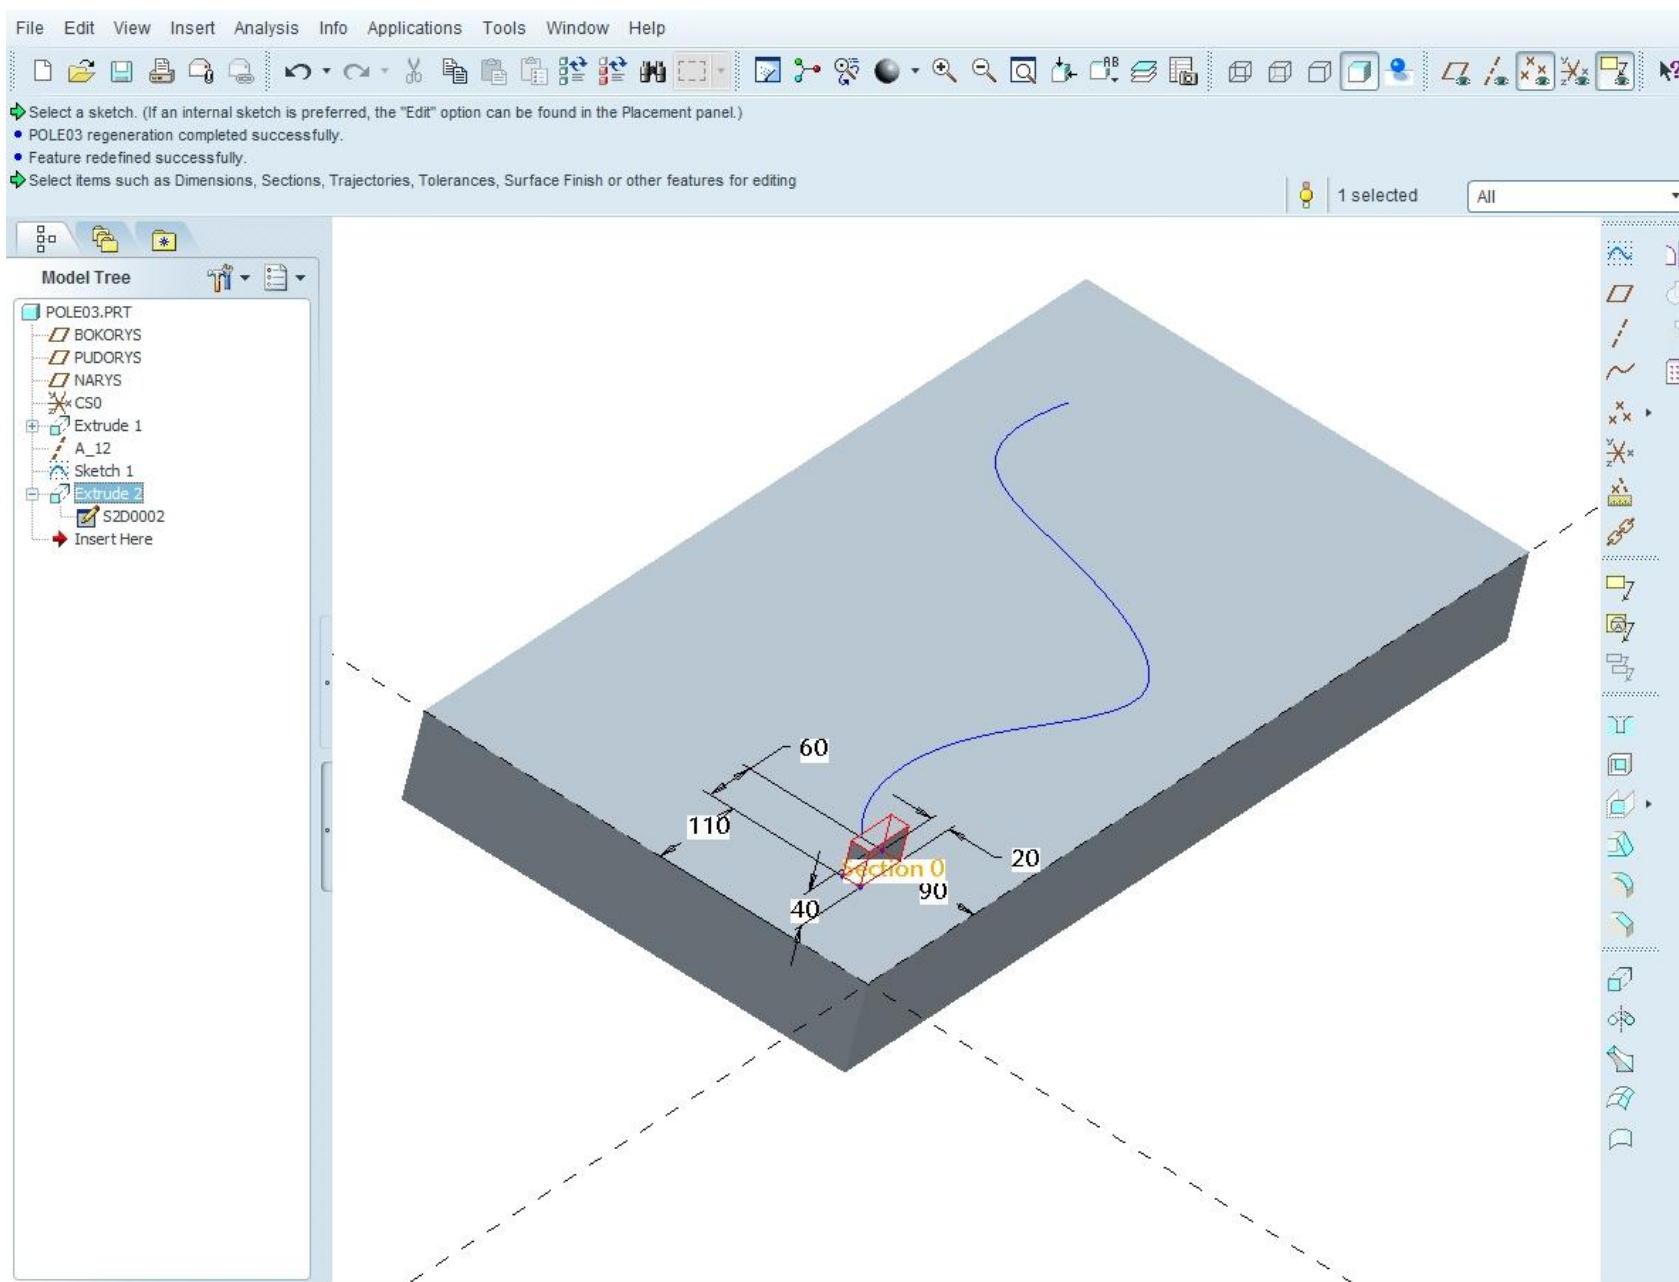 File Edit View Insert Analysis Info Applications Tools Window Help
Select a sketch. (If an internal sketch is preferred, the "Edit" option can be found in the Placement panel.)
POLE03 regeneration completed successfully.
Feature redefined successfully.
Select items such as Dimensions, Sections, Trajectories, Tolerances, Surface Finish or other features for editing
1 selected All
Model Tree
POLE03.PRT
BOKORYS
PUDORYS
NARYS
CS0
Extrude 1
A_12
Sketch 1
Extrude 2
S2D0002
Insert Here
60
110
20
Section 0
90
40